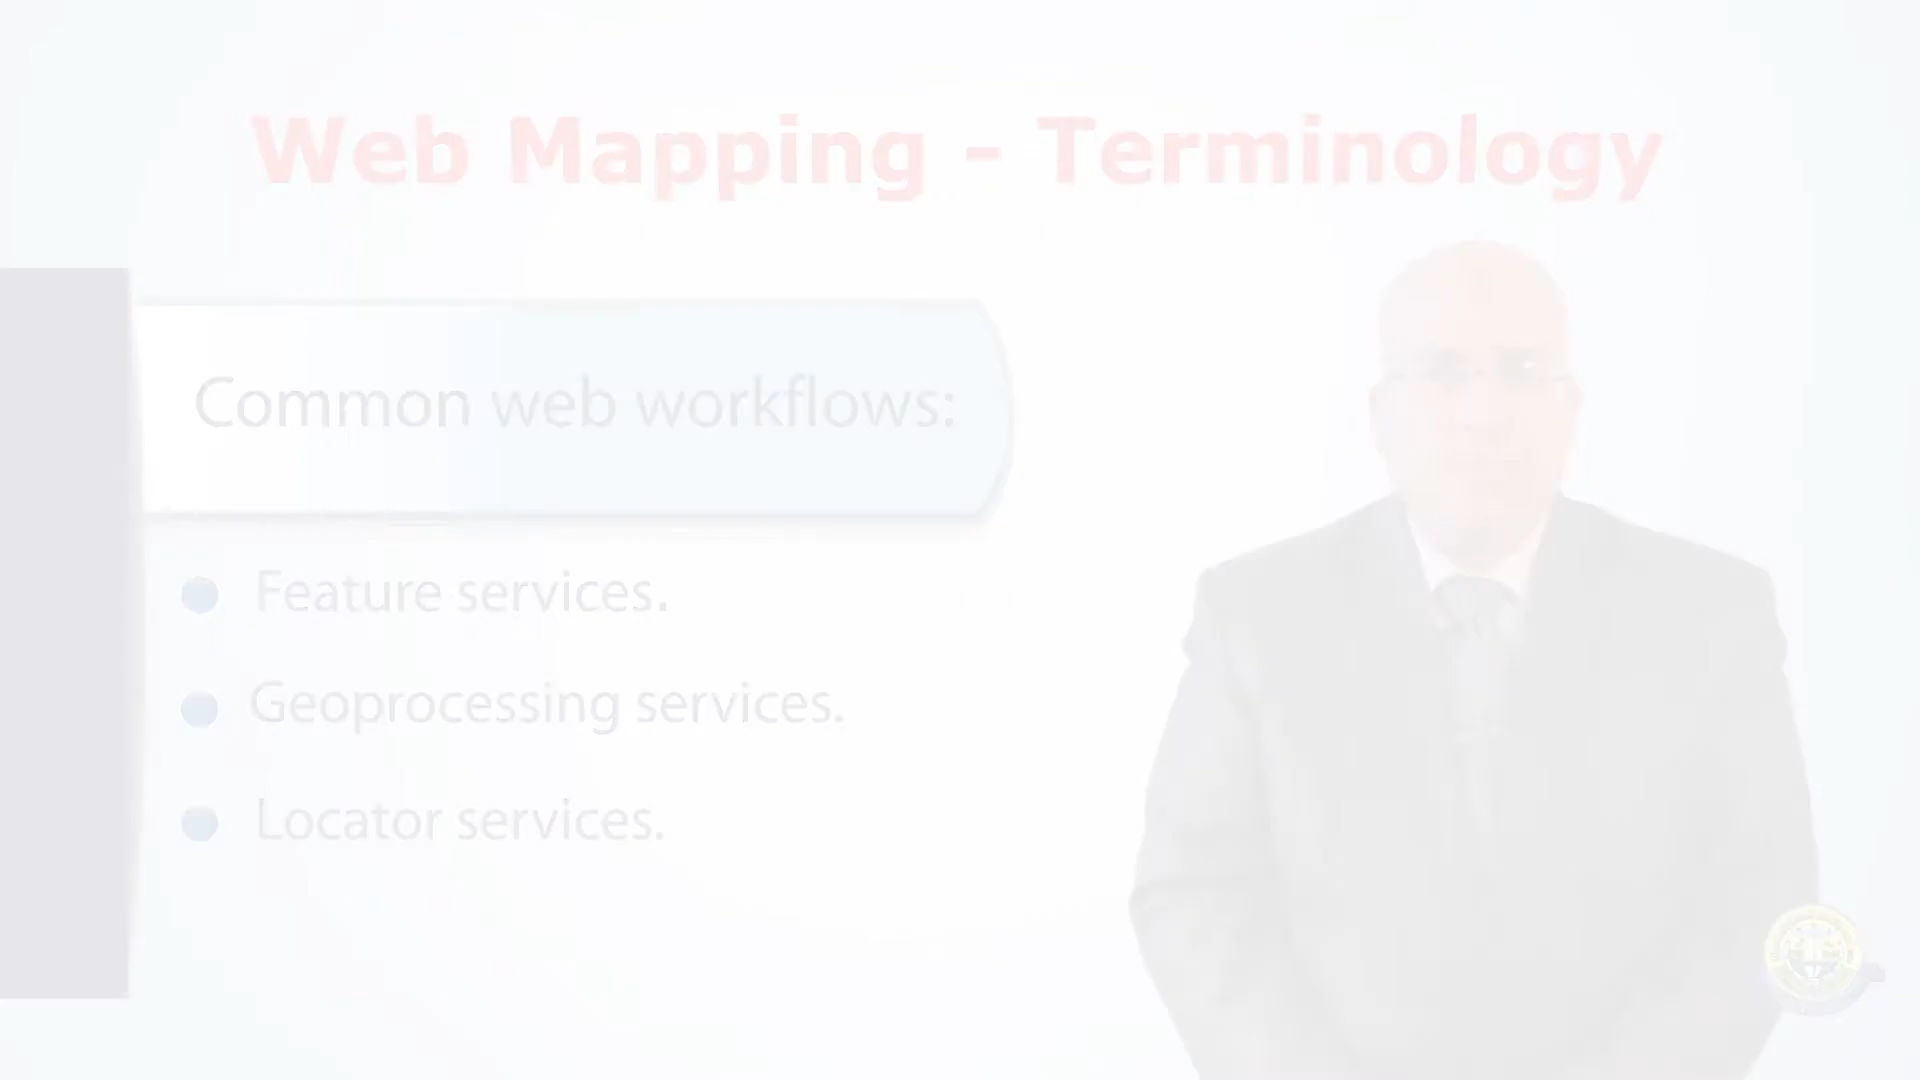 Web Mapping - Terminology
Common web workflows:
Feature services.
Geoprocessing services.
Locator services.